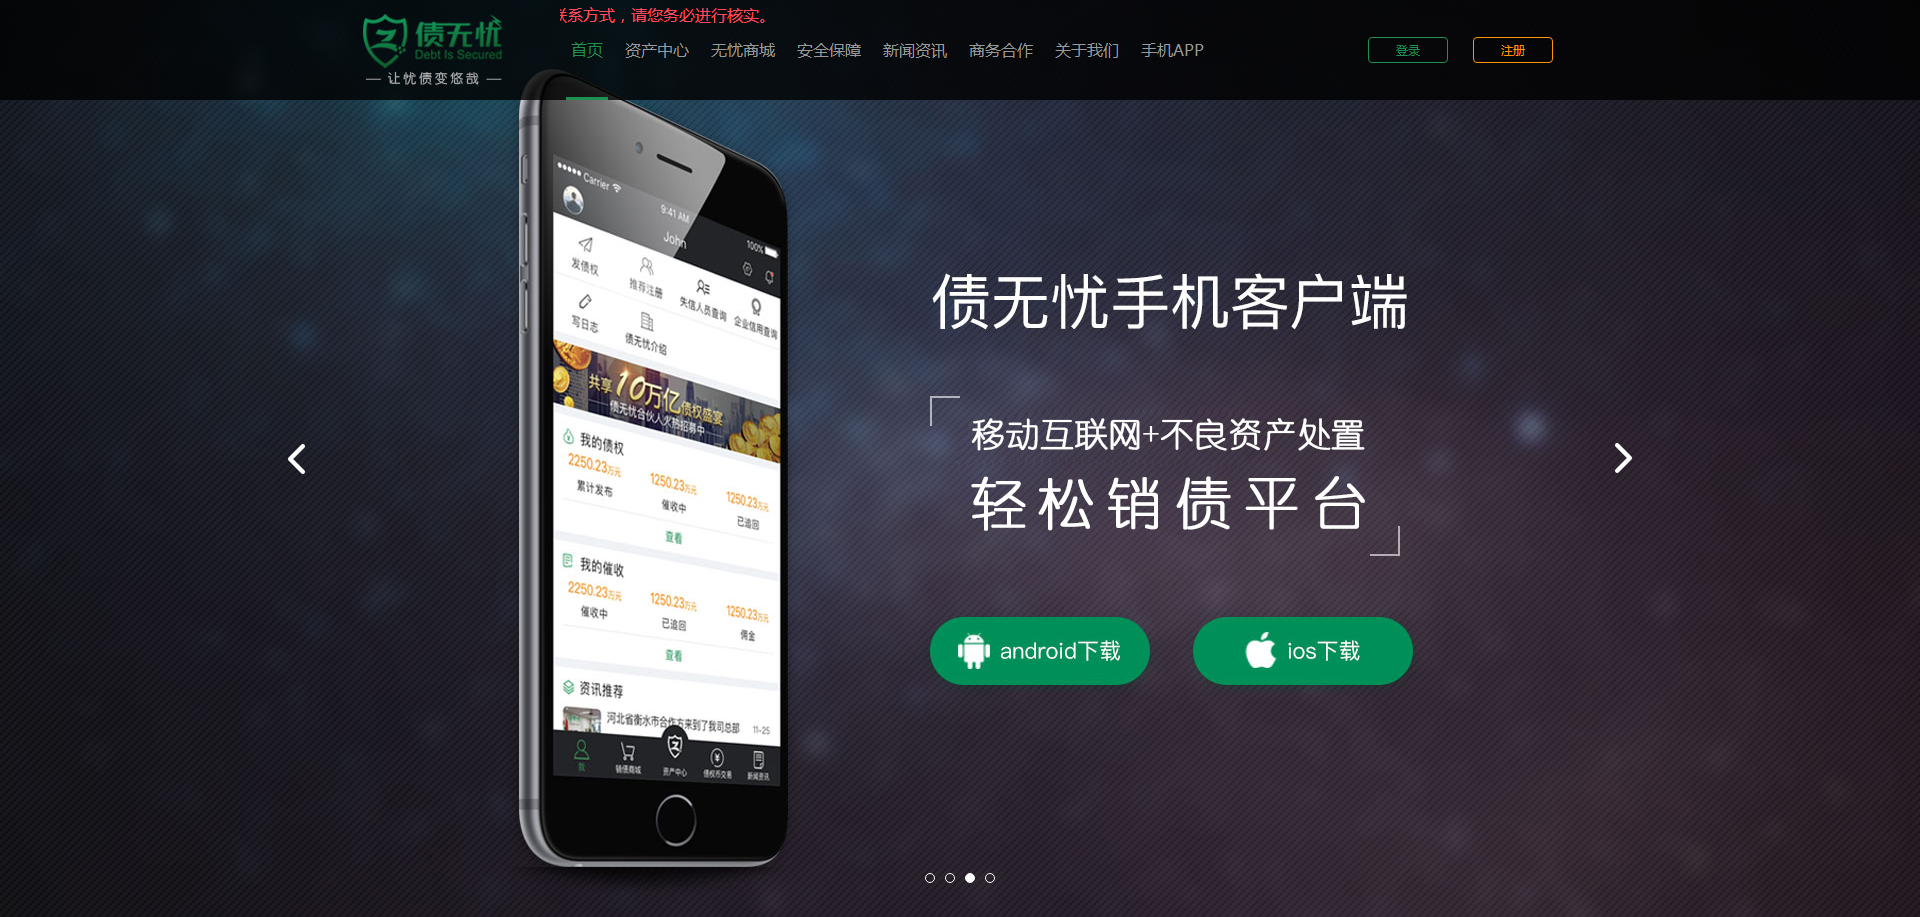 债无忧
Debt Is Secured
— 让忧债变悠哉 —
联系方式，请您务必进行核实。
首页 资产中心 无忧商城 安全保障 新闻资讯 商务合作 关于我们 手机APP
登录 注册
Carrier
9:41 AM
100%
John
发债权 推荐注册 失信人员查询 企业信用查询
写日志 债无忧介绍
共享10万亿债权盛宴
债无忧合伙人火热招募中
我的债权
2250.23万元 1250.23万元 1250.23万元
累计发布 催收中 已追回
查看
我的催收
2250.23万元 1250.23万元 1250.23万元
催收中 已追回 佣金
查看
资讯推荐
河北省衡水市合作方来到了我司总部 11-25
我 销债商城 资产中心 债权币交易 新闻资讯
债无忧手机客户端
移动互联网+不良资产处置
轻松销债平台
android下载 ios下载